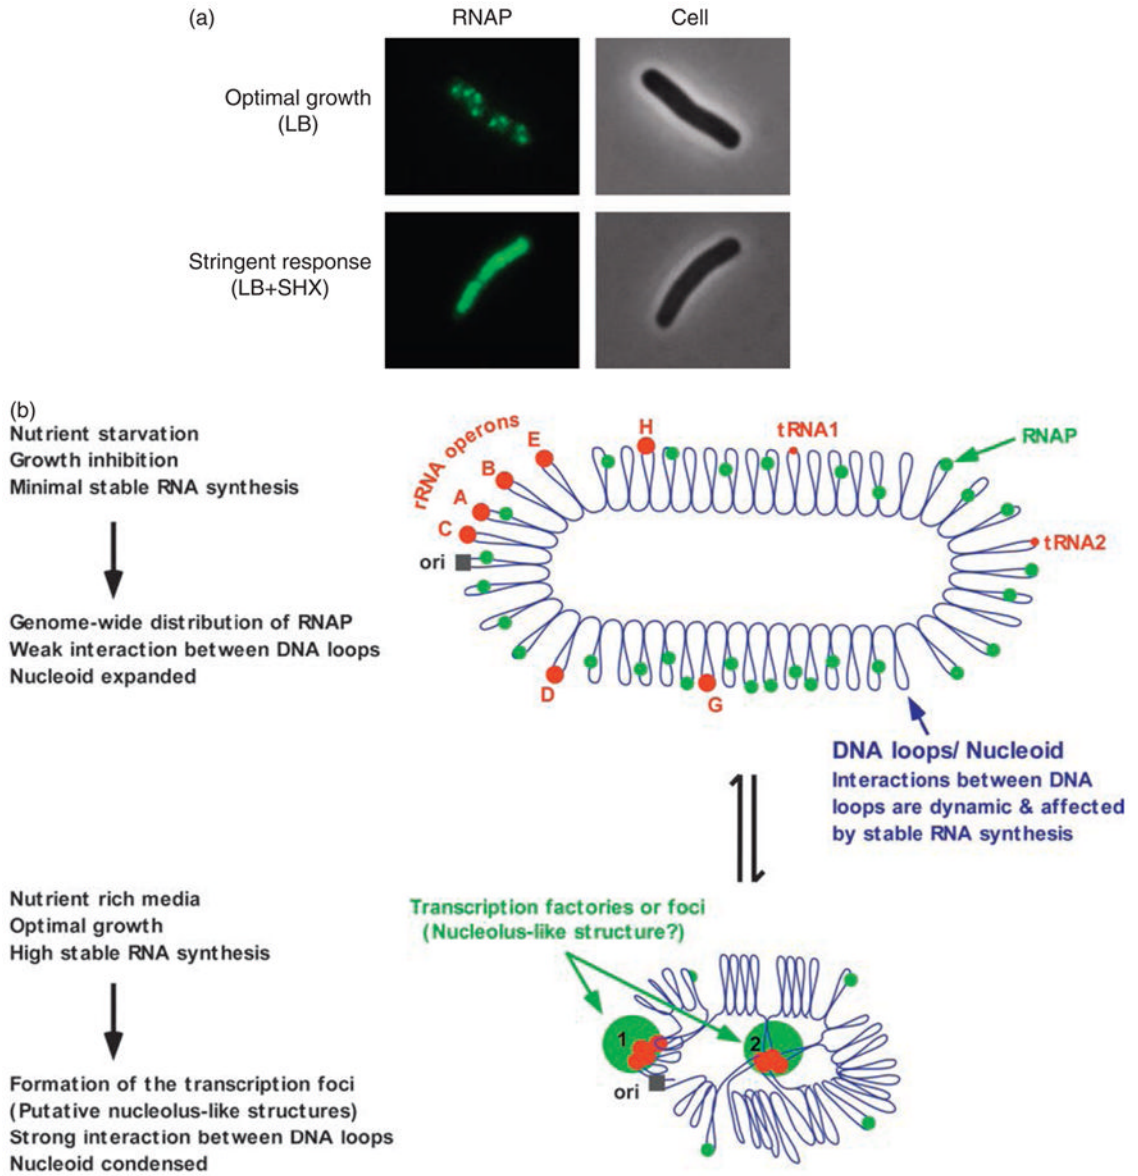 (a)
RNAP
Cell
Optimal growth
(LB)
Stringent response
(LB+SHX)
(b)
Nutrient starvation
Growth inhibition
Minimal stable RNA synthesis
Genome-wide distribution of RNAP
Weak interaction between DNA loops
Nucleoid expanded
rRNA operons
E
B
A
C
ori
H
tRNA1
RNAP
tRNA2
D
G
DNA loops/ Nucleoid
Interactions between DNA
loops are dynamic & affected
by stable RNA synthesis
Nutrient rich media
Optimal growth
High stable RNA synthesis
Formation of the transcription foci
(Putative nucleolus-like structures)
Strong interaction between DNA loops
Nucleoid condensed
Transcription factories or foci
(Nucleolus-like structure?)
1
2
ori